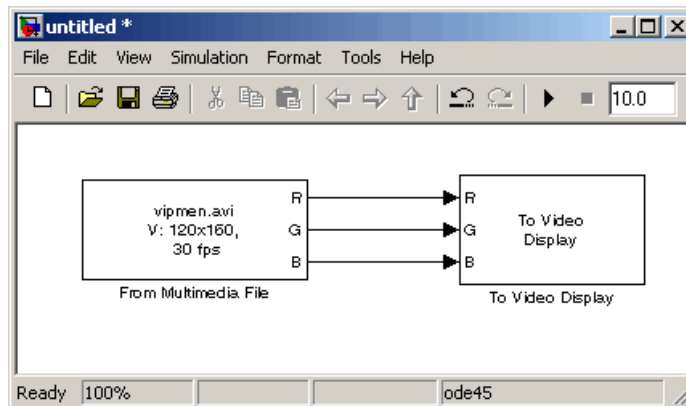 untitled *
File Edit View Simulation Format Tools Help
10.0
vipmen.avi
V: 120x160,
30 fps
R
G
B
From Multimedia File
R
G
B
To Video
Display
To Video Display
Ready 100% ode45